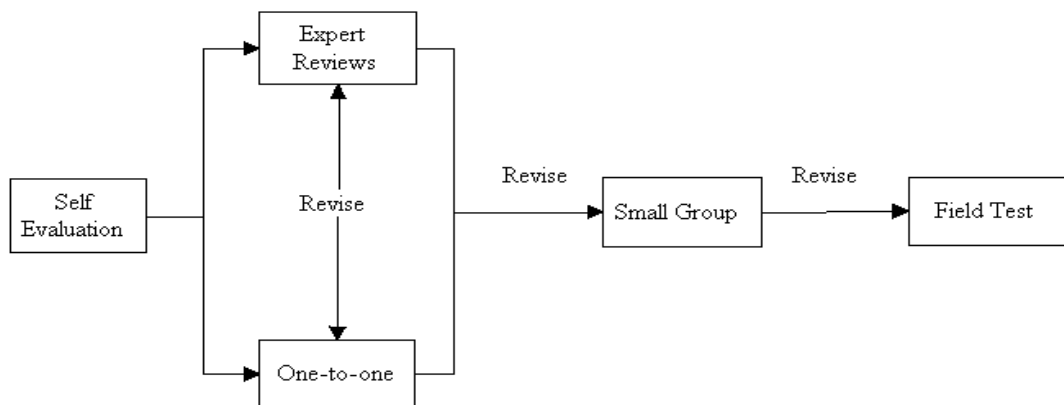 Expert
Reviews
Self
Evaluation
Revise
One-to-one
Revise
Small Group
Revise
Field Test